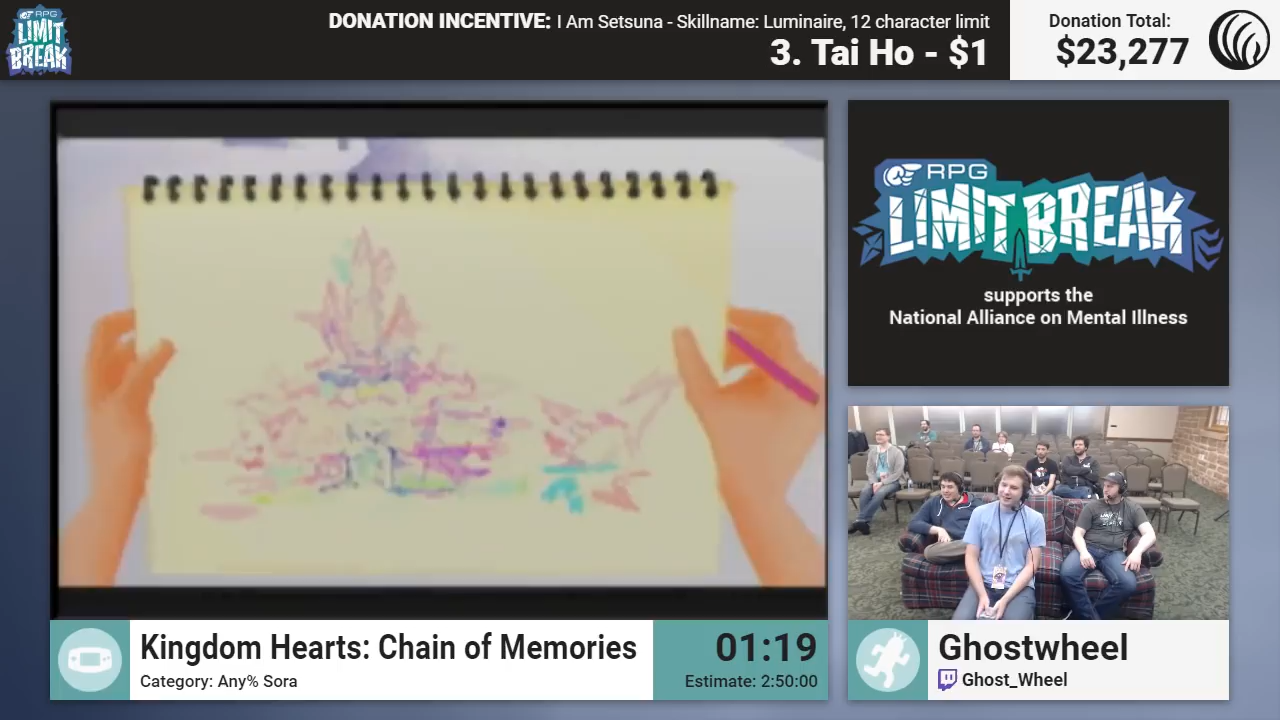 RPG
LIMIT
BREAK
DONATION INCENTIVE: I Am Setsuna - Skillname: Luminaire, 12 character limit
3. Tai Ho - $1
Donation Total:
$23,277
RPG
LIMIT BREAK
supports the
National Alliance on Mental Illness
Kingdom Hearts: Chain of Memories
Category: Any% Sora
01:19
Estimate: 2:50:00
Ghostwheel
Ghost_Wheel